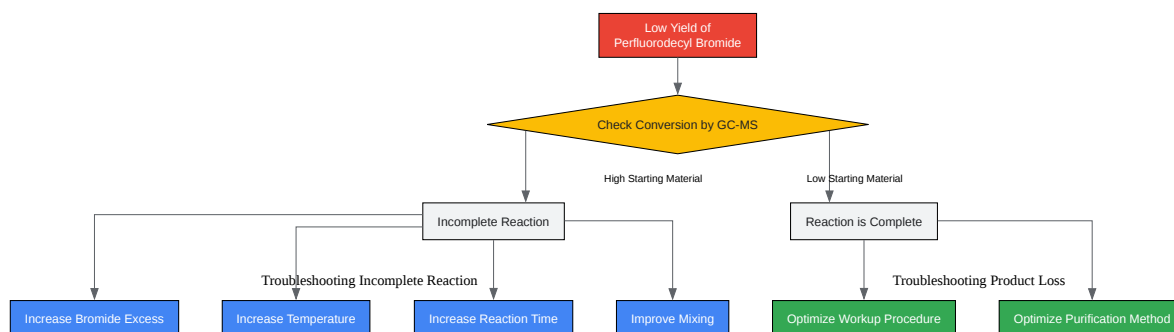 Low Yield of
Perfluorodecyl Bromide
Check Conversion by GC-MS
High Starting Material
Low Starting Material
Incomplete Reaction
Reaction is Complete
Troubleshooting Incomplete Reaction
Troubleshooting Product Loss
Increase Bromide Excess
Increase Temperature
Increase Reaction Time
Improve Mixing
Optimize Workup Procedure
Optimize Purification Method